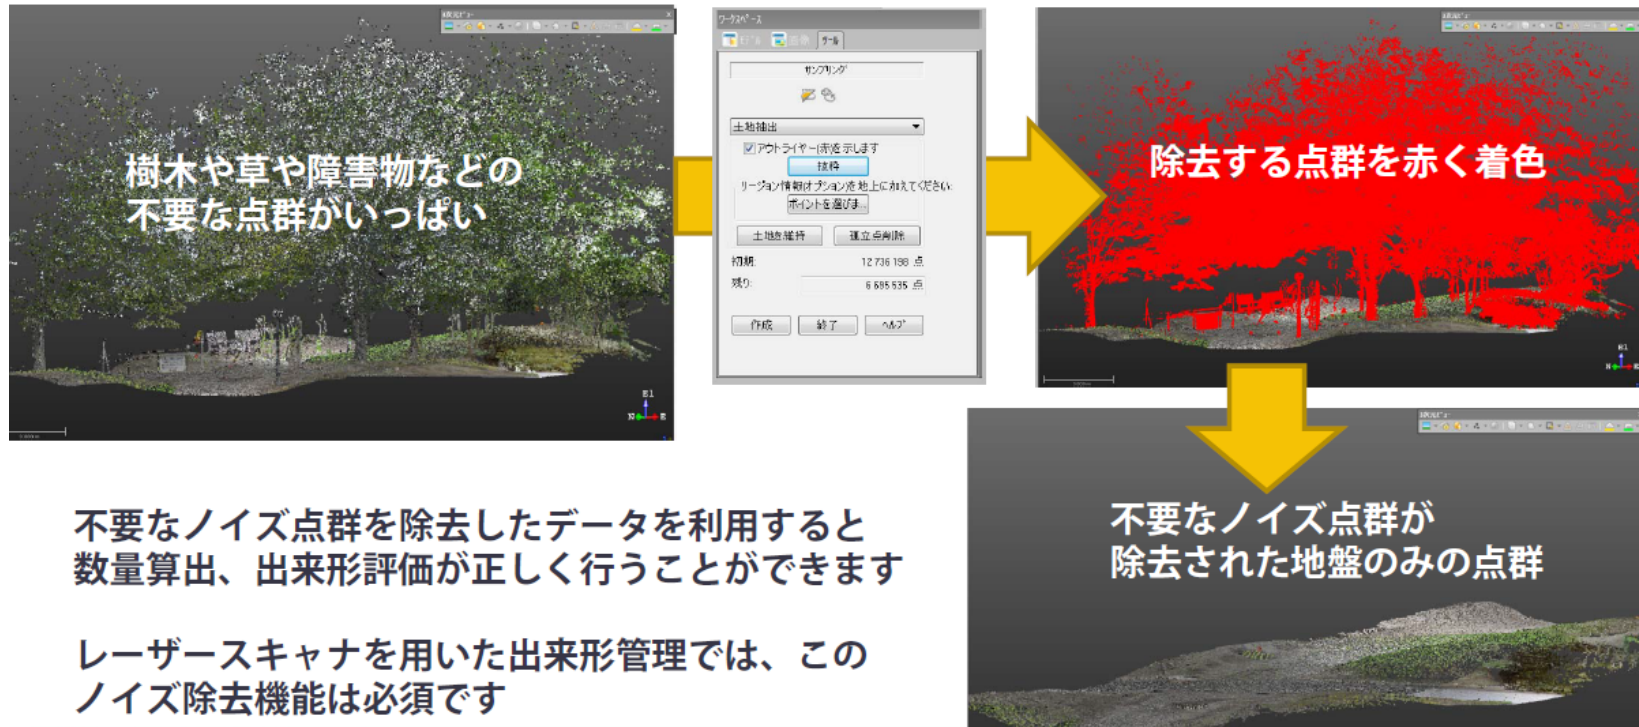 樹木や草や障害物などの
不要な点群がいっぱい
ワークスペース
ツール
サンプリング
土地抽出
アウトライヤー(赤)を示します
抜粋
リージョン情報(オプション)を地上に加えてください:
ポイントを選びま...
土地を維持
孤立点削除
初期:
12 736 198 点
残り:
6 685 635 点
作成
終了
ヘルプ
除去する点群を赤く着色
不要なノイズ点群が
除去された地盤のみの点群
不要なノイズ点群を除去したデータを利用すると
数量算出、出来形評価が正しく行うことができます
レーザースキャナを用いた出来形管理では、この
ノイズ除去機能は必須です